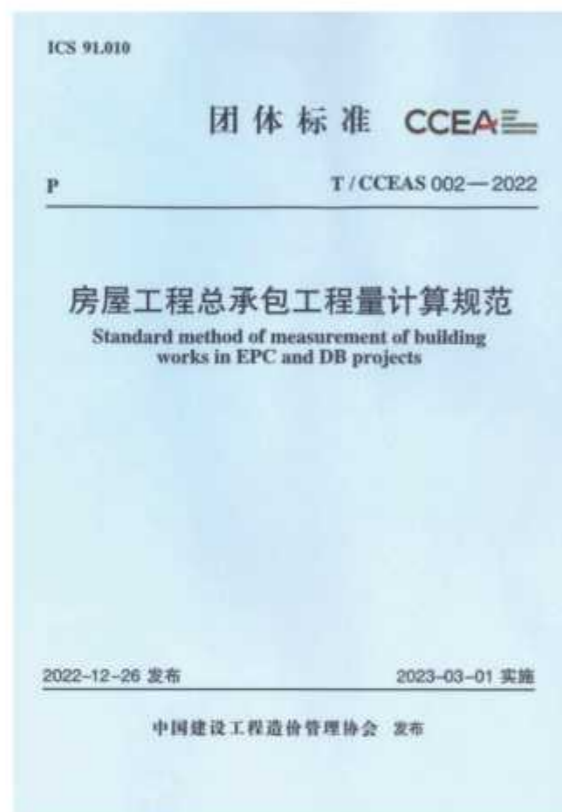 ICS 91.010
团体标准 CCEA
P T/CCEAS 002—2022
房屋工程总承包工程量计算规范
Standard method of measurement of building
works in EPC and DB projects
2022-12-26 发布 2023-03-01 实施
中国建设工程造价管理协会 发布